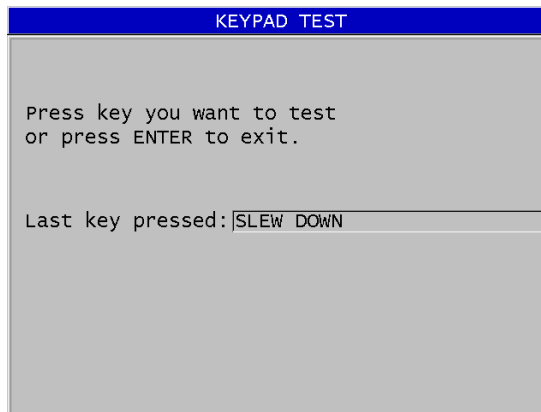 KEYPAD TEST
Press key you want to test
or press ENTER to exit.
Last key pressed: SLEW DOWN